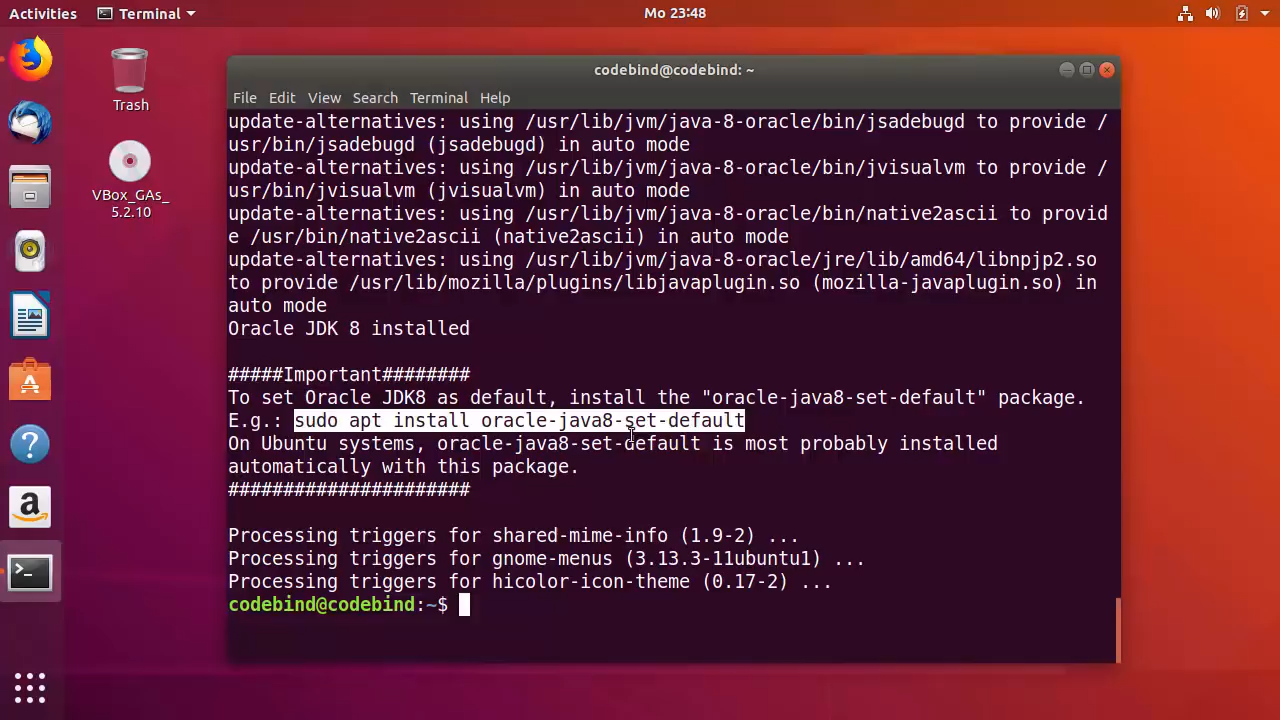 Activities Terminal Mo 23:48
Trash
VBox_GAs_
5.2.10
codebind@codebind: ~
File Edit View Search Terminal Help
update-alternatives: using /usr/lib/jvm/java-8-oracle/bin/jsadebugd to provide /
usr/bin/jsadebugd (jsadebugd) in auto mode
update-alternatives: using /usr/lib/jvm/java-8-oracle/bin/jvisualvm to provide /
usr/bin/jvisualvm (jvisualvm) in auto mode
update-alternatives: using /usr/lib/jvm/java-8-oracle/bin/native2ascii to provid
e /usr/bin/native2ascii (native2ascii) in auto mode
update-alternatives: using /usr/lib/jvm/java-8-oracle/jre/lib/amd64/libnpjp2.so
to provide /usr/lib/mozilla/plugins/libjavaplugin.so (mozilla-javaplugin.so) in
auto mode
Oracle JDK 8 installed
#####Important########
To set Oracle JDK8 as default, install the "oracle-java8-set-default" package.
E.g.: sudo apt install oracle-java8-set-default
On Ubuntu systems, oracle-java8-set-default is most probably installed
automatically with this package.
######################
Processing triggers for shared-mime-info (1.9-2) ...
Processing triggers for gnome-menus (3.13.3-11ubuntu1) ...
Processing triggers for hicolor-icon-theme (0.17-2) ...
codebind@codebind:~$